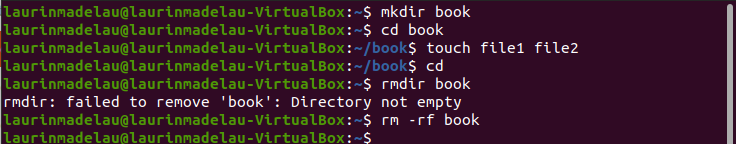 laurinmadelau@laurinmadelau-VirtualBox:~$ mkdir book
laurinmadelau@laurinmadelau-VirtualBox:~$ cd book
laurinmadelau@laurinmadelau-VirtualBox:~/book$ touch file1 file2
laurinmadelau@laurinmadelau-VirtualBox:~/book$ cd
laurinmadelau@laurinmadelau-VirtualBox:~$ rmdir book
rmdir: failed to remove 'book': Directory not empty
laurinmadelau@laurinmadelau-VirtualBox:~$ rm -rf book
laurinmadelau@laurinmadelau-VirtualBox:~$